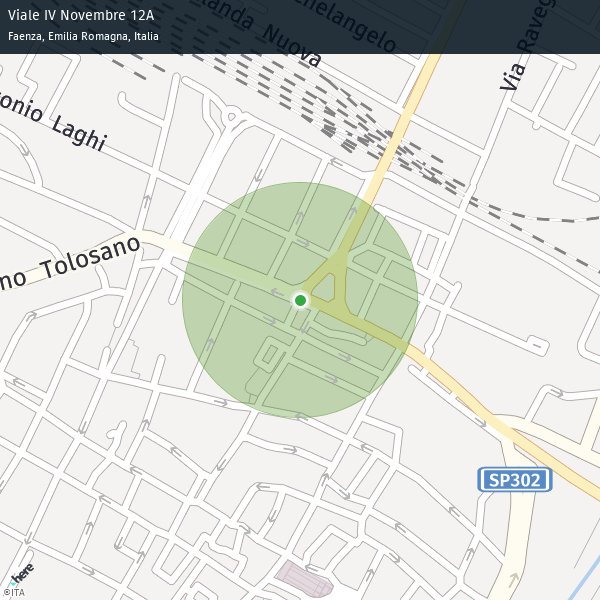 Viale IV Novembre 12A
Faenza, Emilia Romagna, Italia
landa Nuova
Via Raveg
onio Laghi
no Tolosano
SP302
here
©ITA